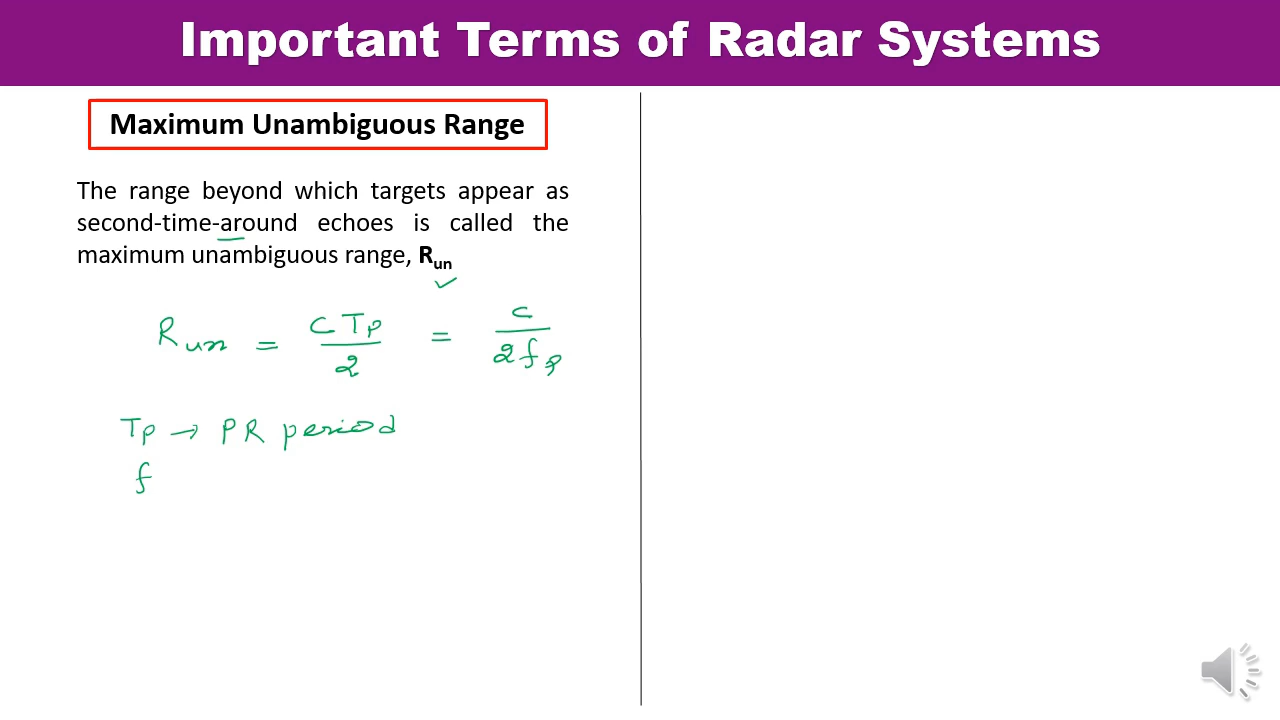 Important Terms of Radar Systems
Maximum Unambiguous Range
The range beyond which targets appear as
second-time-around echoes is called the
maximum unambiguous range, Run
Run = CTp/2 = c/2fp
Tp → PR period
f